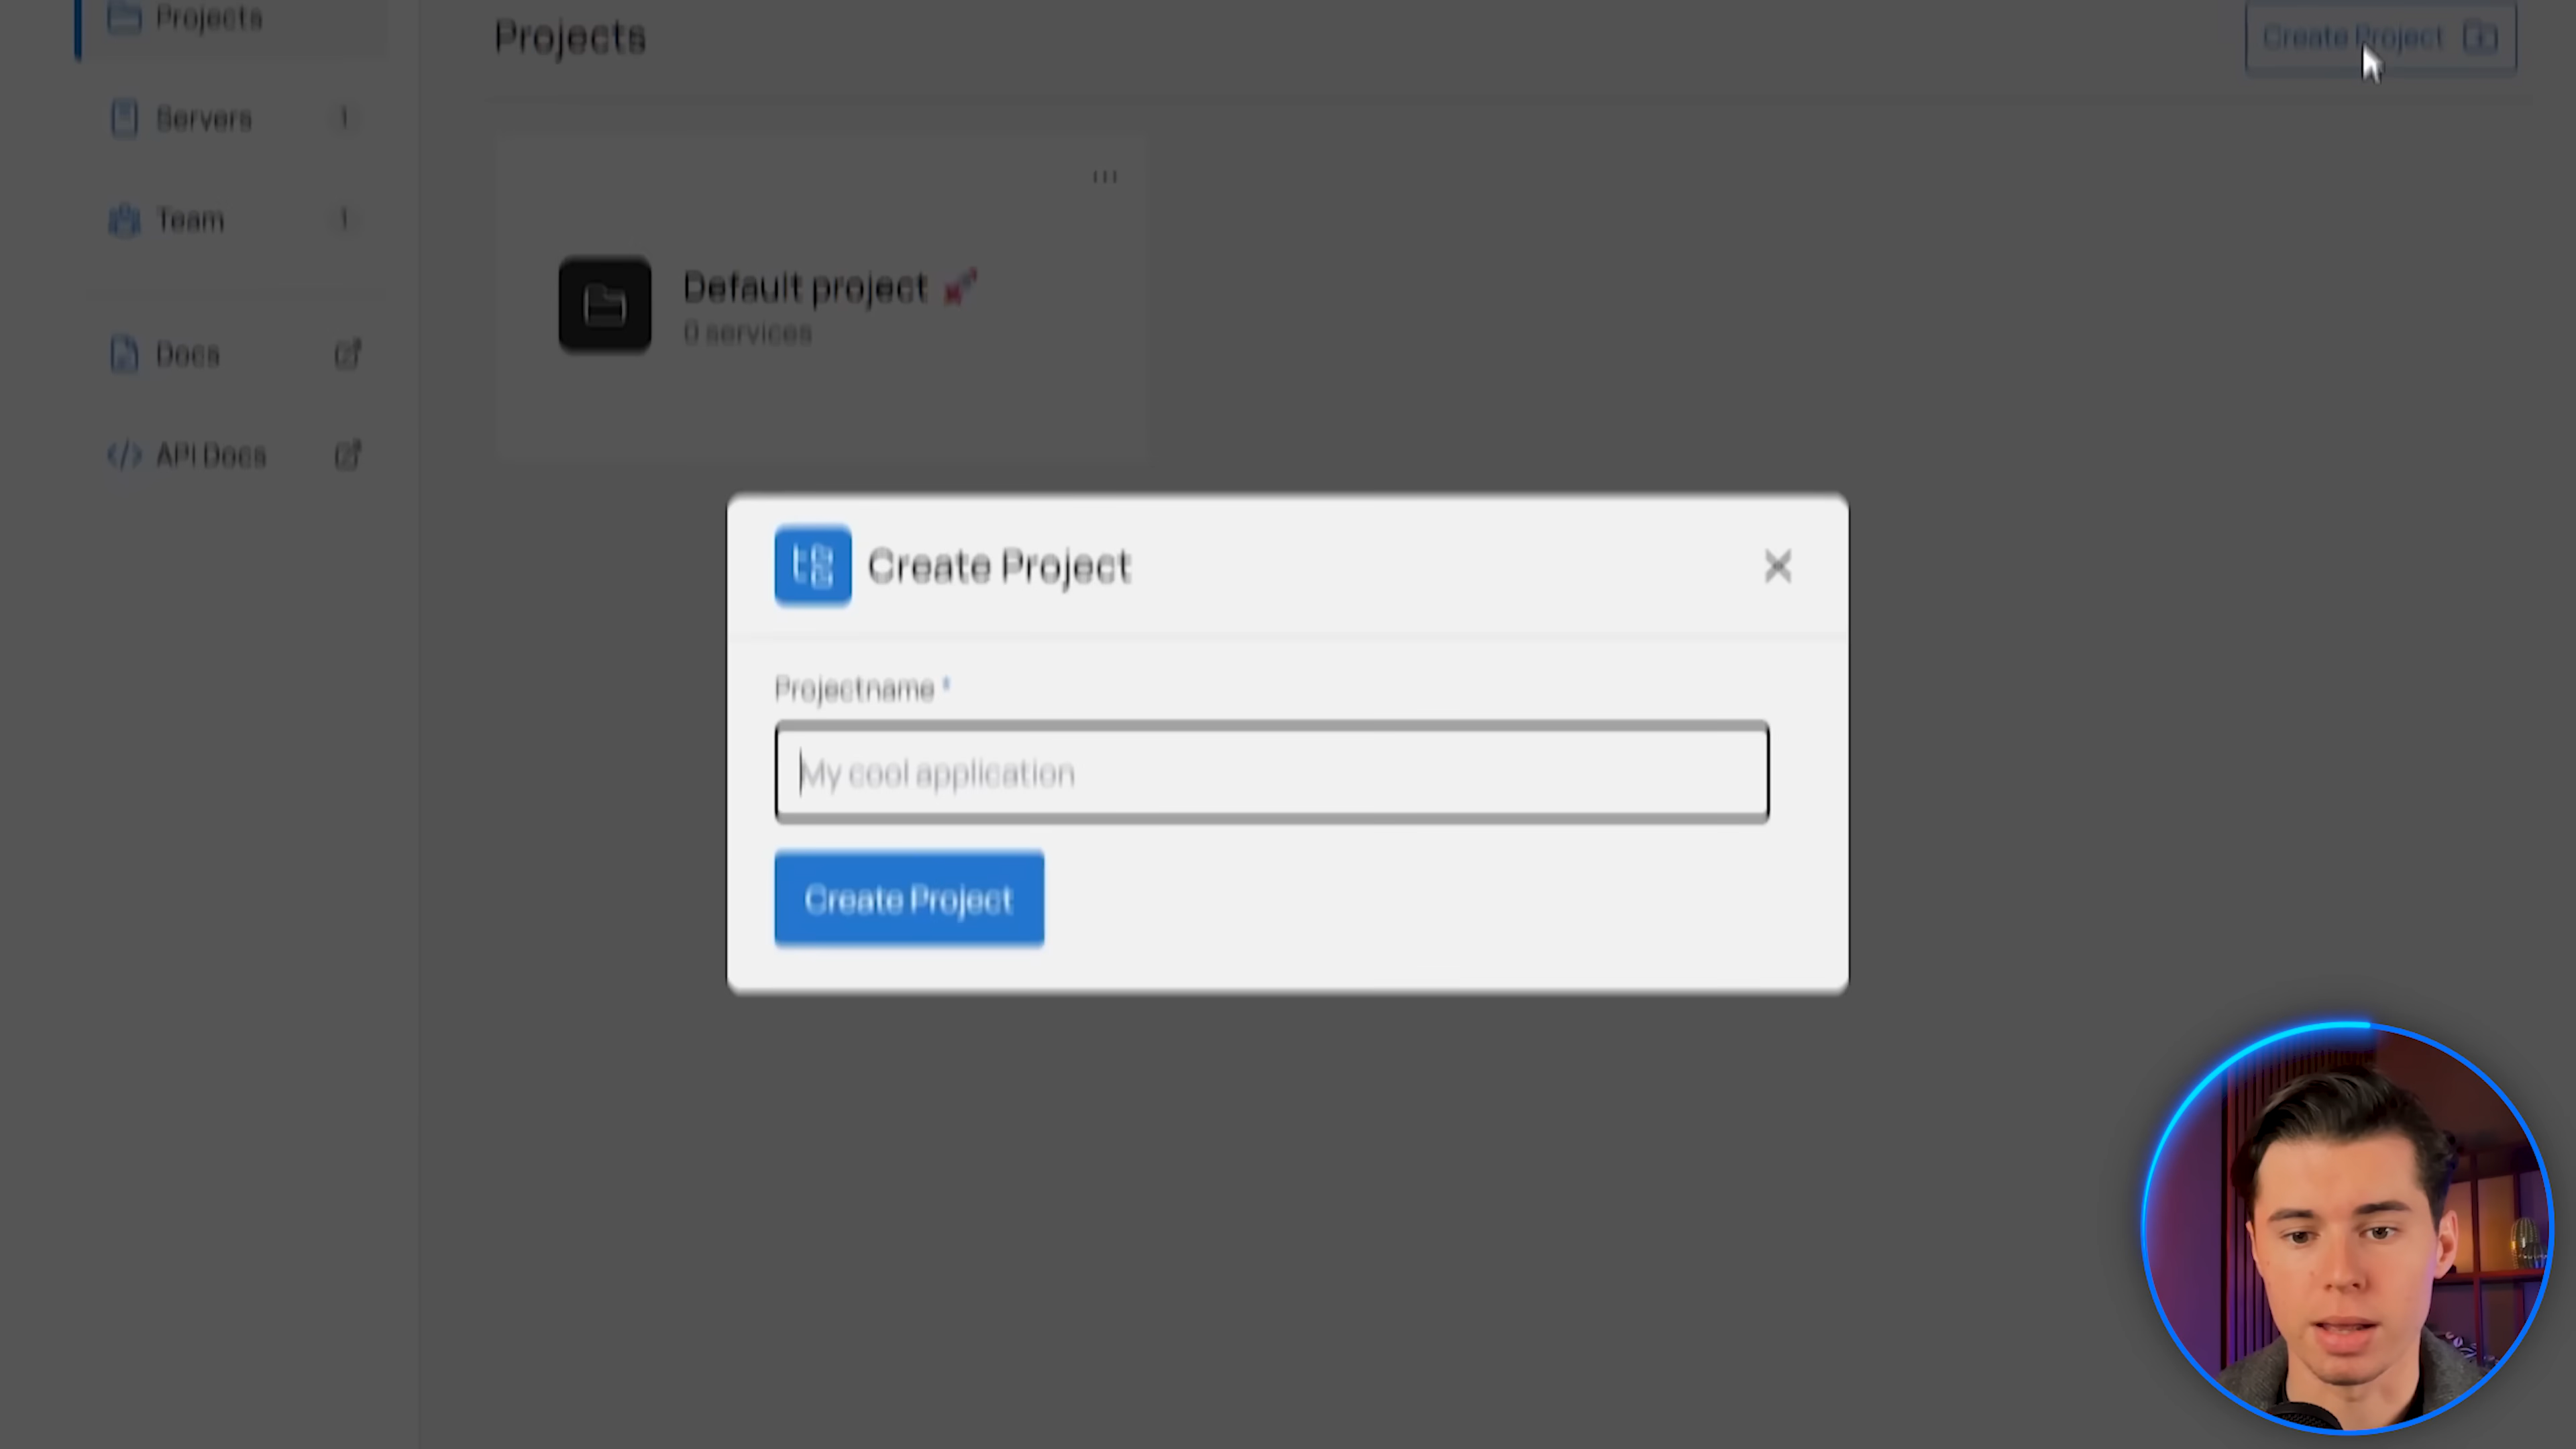 Projects
Servers 1
Team 1
Docs
API Docs
Projects
Create Project
Default project 🚀
0 services
Create Project
Projectname *
My cool application
Create Project